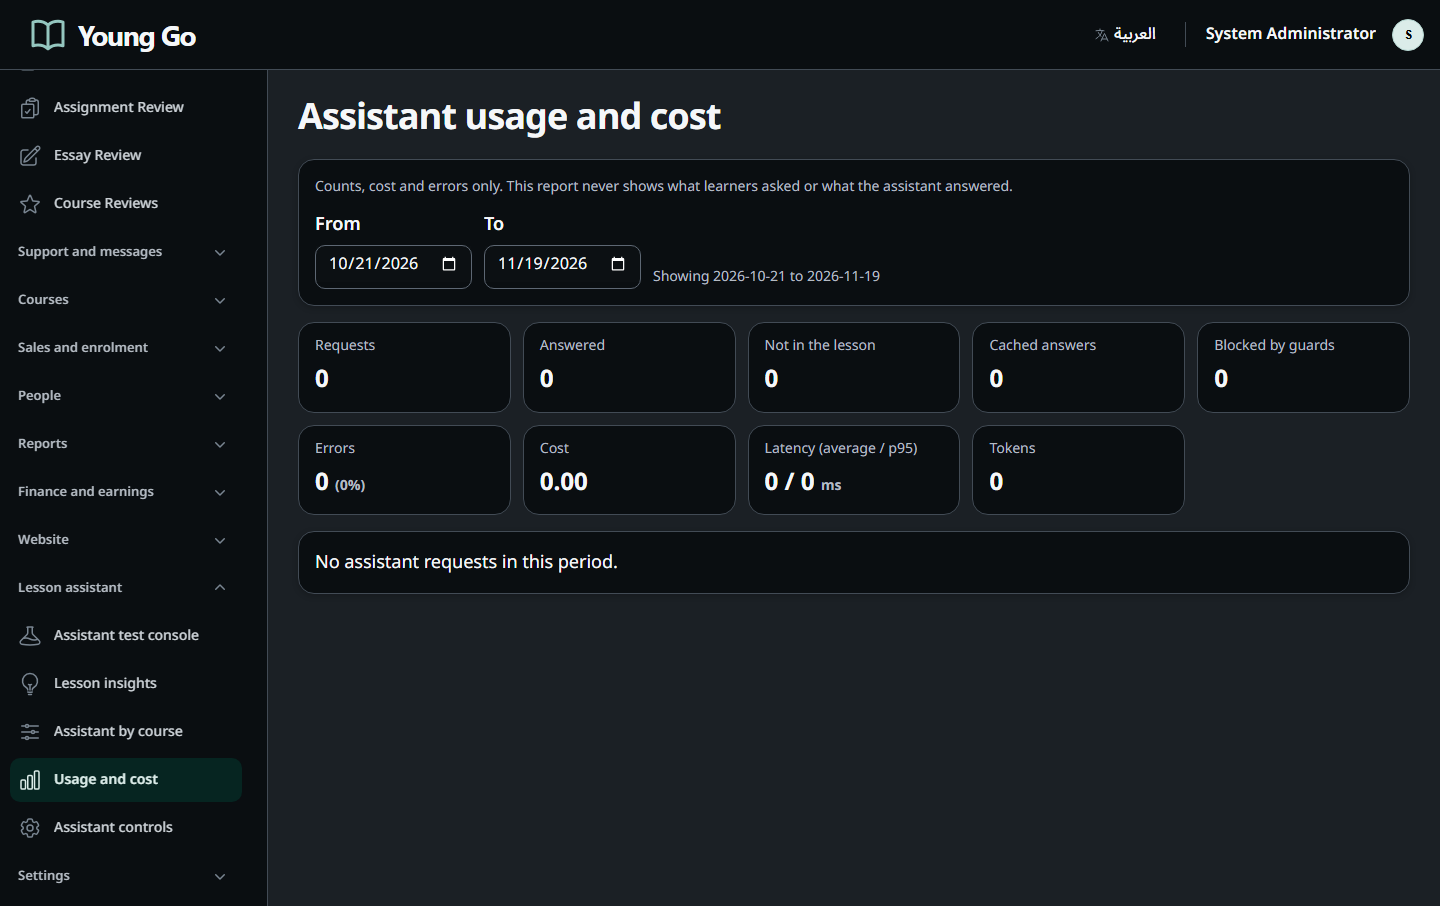 Young Go
العربية
System Administrator
S
Assignment Review
Essay Review
Course Reviews
Support and messages
Courses
Sales and enrolment
People
Reports
Finance and earnings
Website
Lesson assistant
Assistant test console
Lesson insights
Assistant by course
Usage and cost
Assistant controls
Settings
Assistant usage and cost
Counts, cost and errors only. This report never shows what learners asked or what the assistant answered.
From To
10/21/2026 11/19/2026 Showing 2026-10-21 to 2026-11-19
Requests Answered Not in the lesson Cached answers Blocked by guards
0 0 0 0 0
Errors Cost Latency (average / p95) Tokens
0 (0%) 0.00 0 / 0 ms 0
No assistant requests in this period.